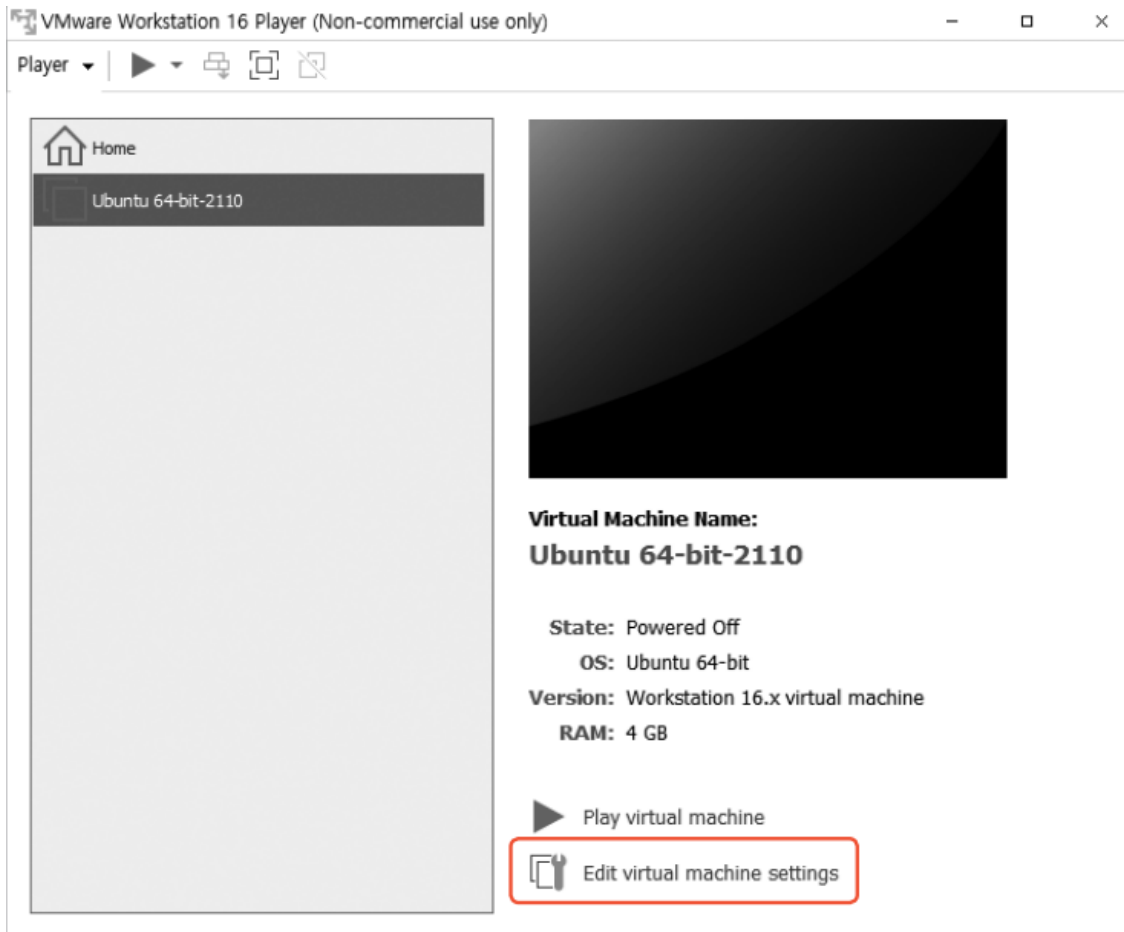 VMware Workstation 16 Player (Non-commercial use only)
Player
Home
Ubuntu 64-bit-2110
Virtual Machine Name:
Ubuntu 64-bit-2110
State: Powered Off
OS: Ubuntu 64-bit
Version: Workstation 16.x virtual machine
RAM: 4 GB
Play virtual machine
Edit virtual machine settings